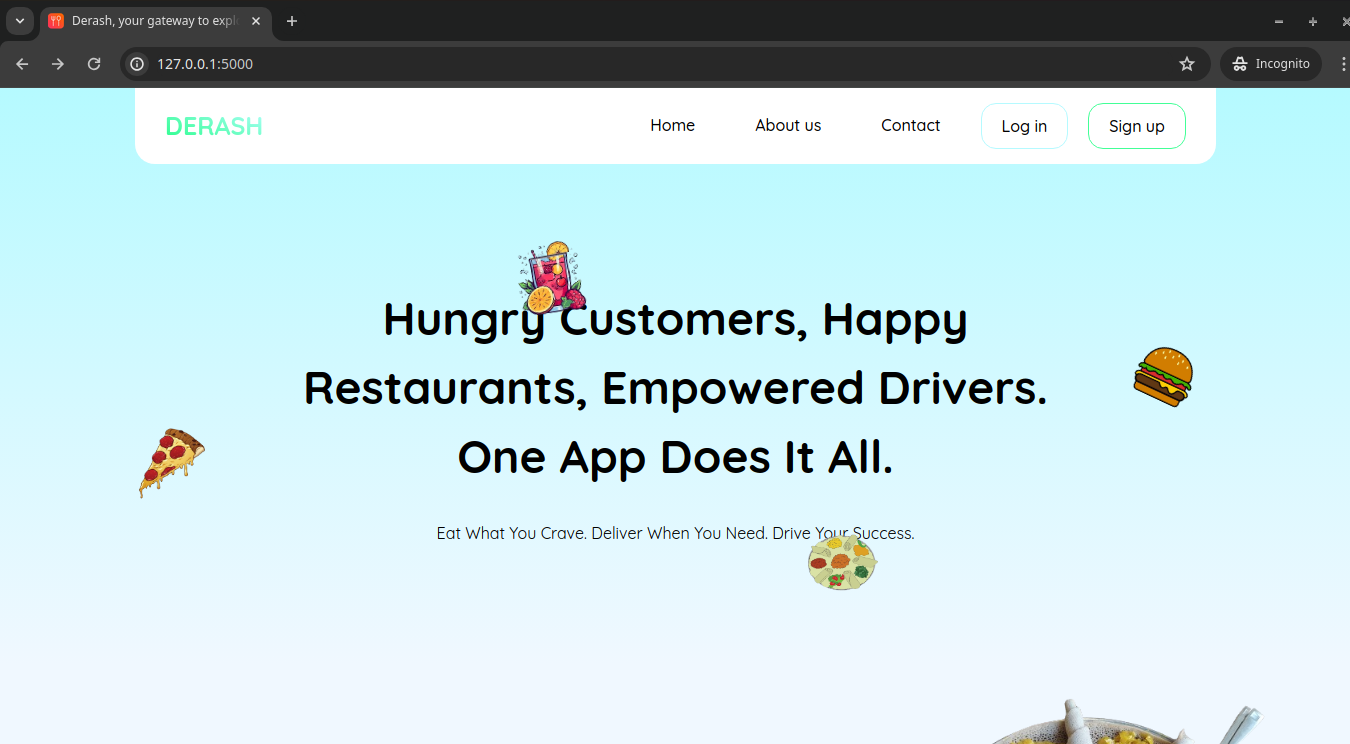 Derash, your gateway to expl
127.0.0.1:5000
Incognito
DERASH
Home
About us
Contact
Log in
Sign up
Hungry Customers, Happy
Restaurants, Empowered Drivers.
One App Does It All.
Eat What You Crave. Deliver When You Need. Drive Your Success.